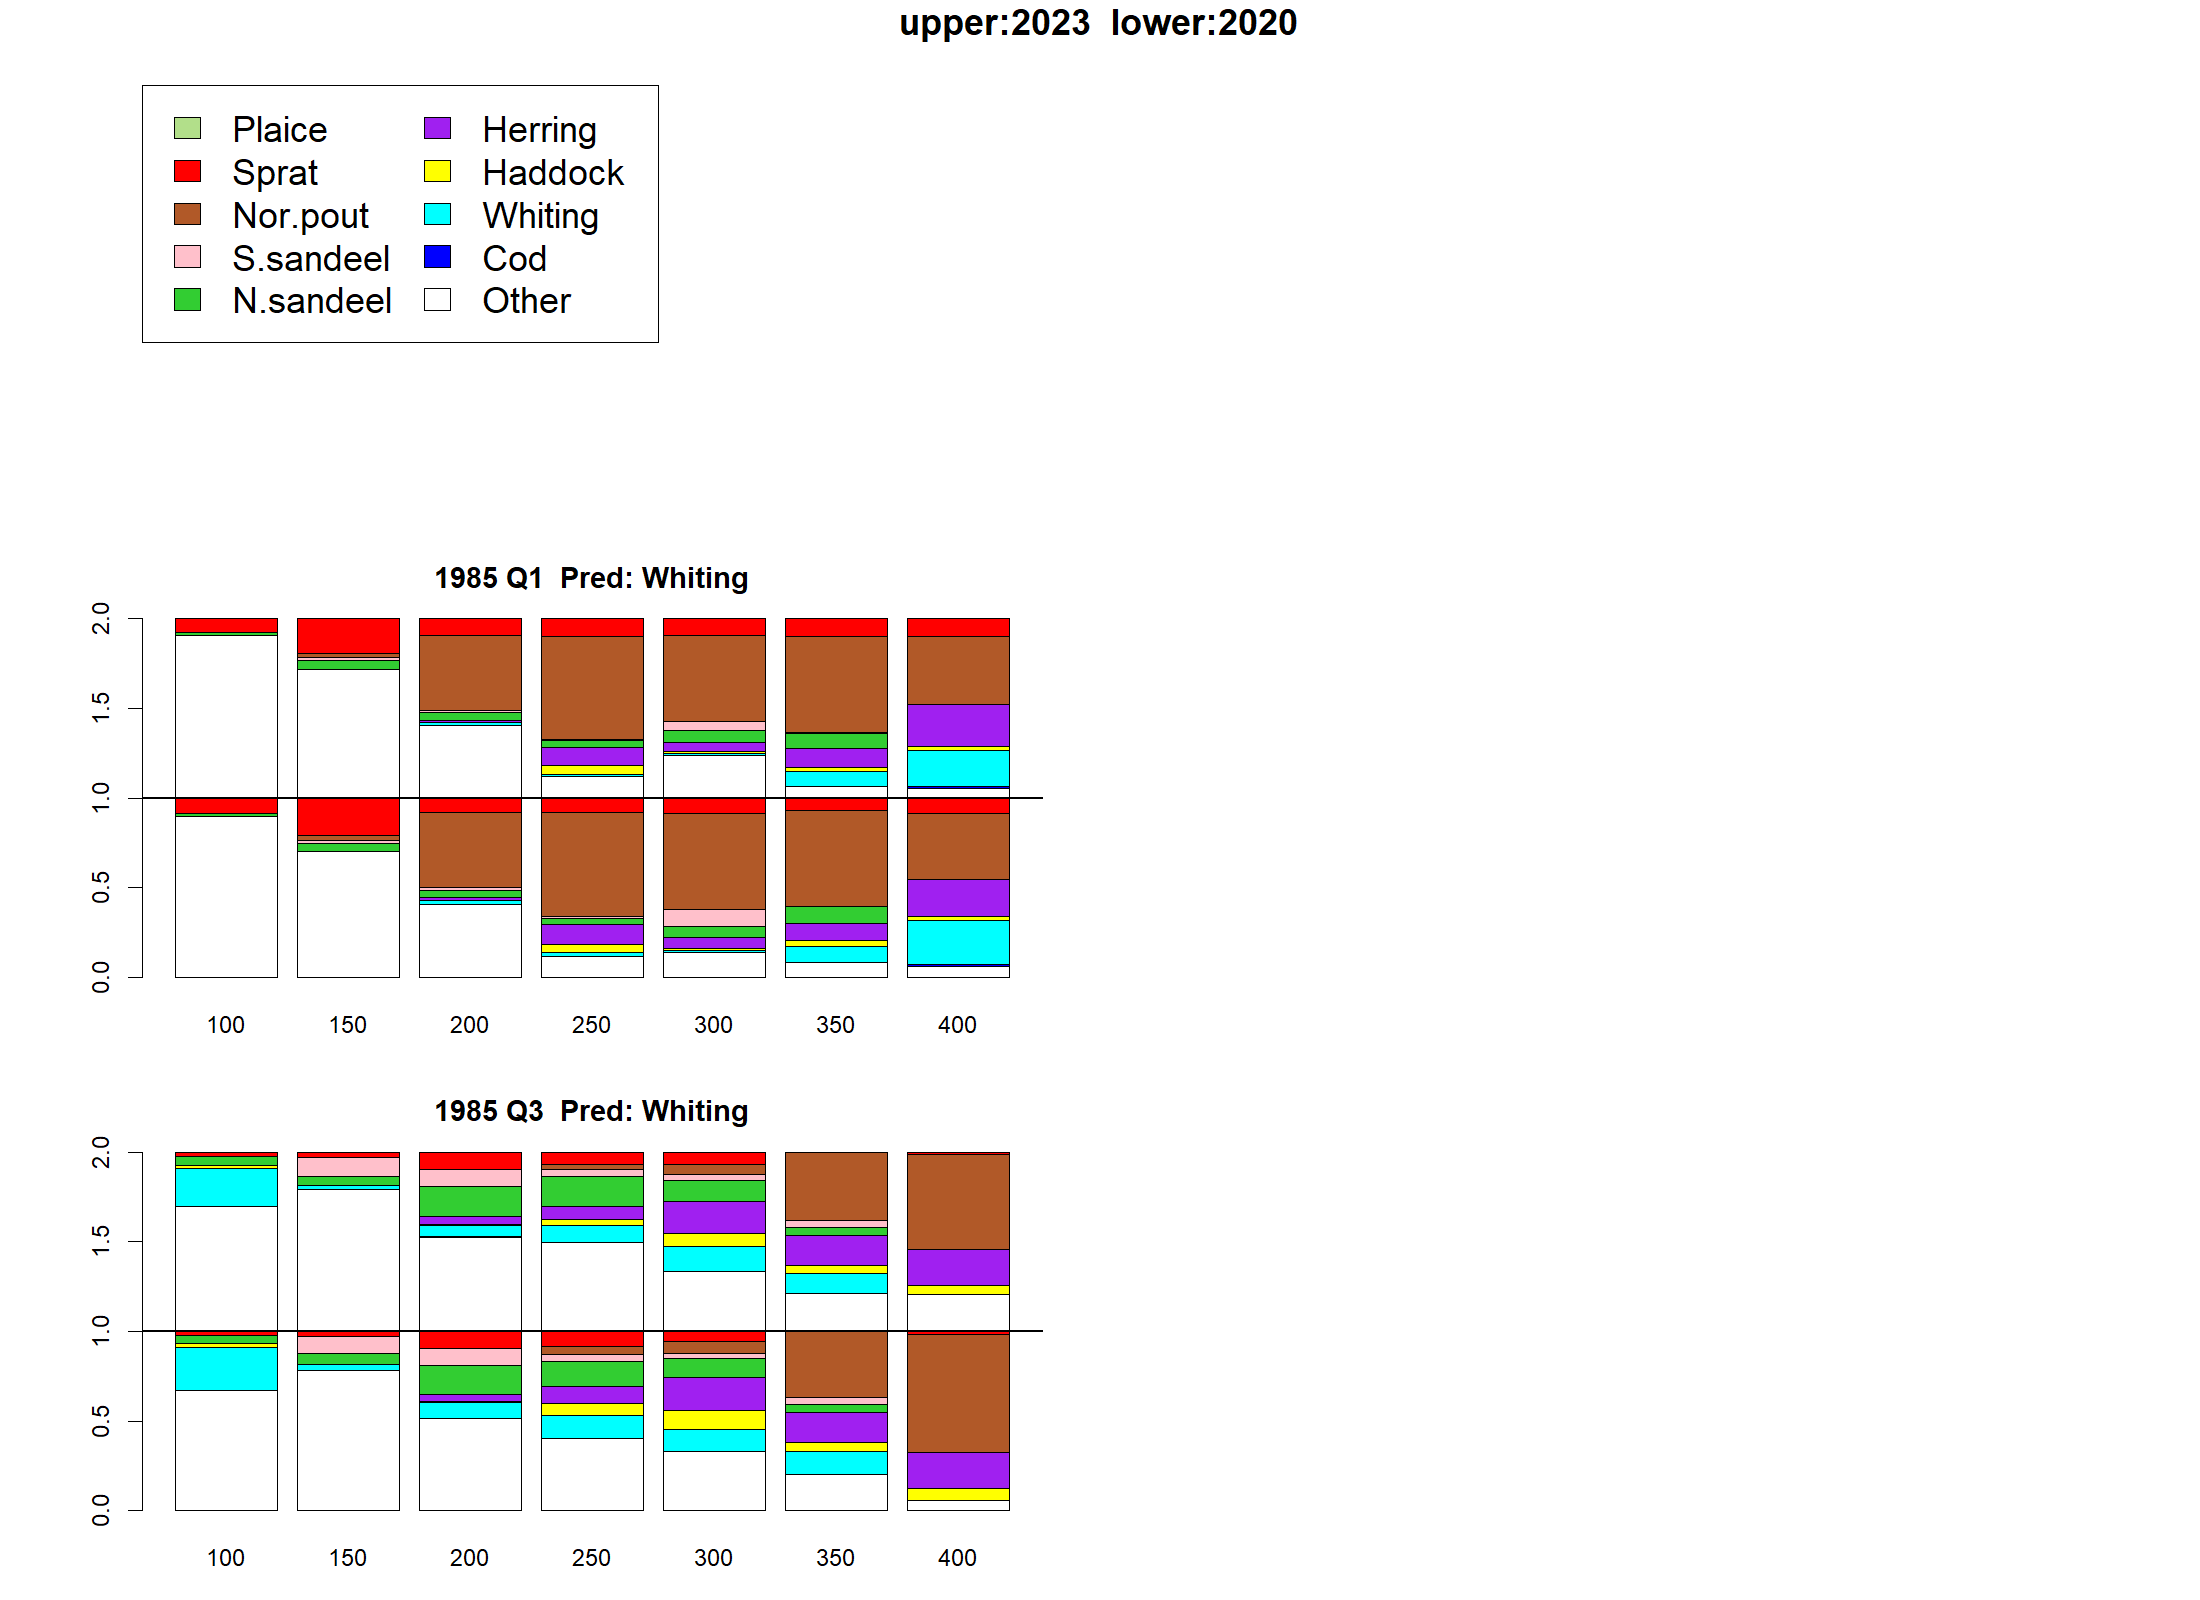 upper:2023  lower:2020
Plaice
Sprat
Nor.pout
S.sandeel
N.sandeel
Herring
Haddock
Whiting
Cod
Other
1985 Q1  Pred: Whiting
2.0
1.5
1.0
0.5
0.0
100 150 200 250 300 350 400
1985 Q3  Pred: Whiting
2.0
1.5
1.0
0.5
0.0
100 150 200 250 300 350 400